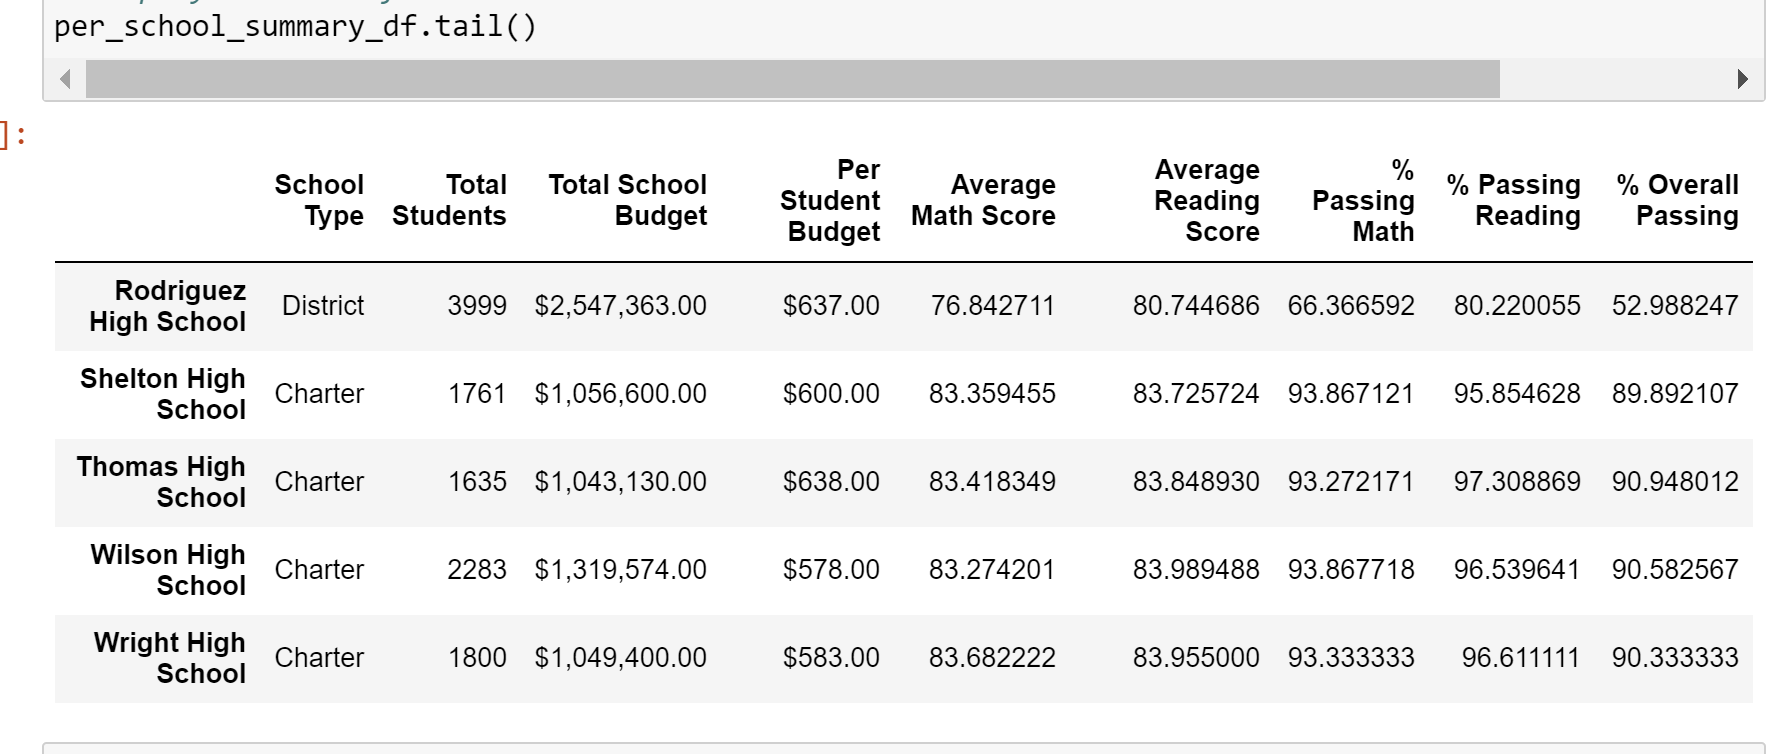 per_school_summary_df.tail()
]:
School Type Total Students Total School Budget Per Student Budget Average Math Score Average Reading Score % Passing Math % Passing Reading % Overall Passing
Rodriguez High School District 3999 $2,547,363.00 $637.00 76.842711 80.744686 66.366592 80.220055 52.988247
Shelton High School Charter 1761 $1,056,600.00 $600.00 83.359455 83.725724 93.867121 95.854628 89.892107
Thomas High School Charter 1635 $1,043,130.00 $638.00 83.418349 83.848930 93.272171 97.308869 90.948012
Wilson High School Charter 2283 $1,319,574.00 $578.00 83.274201 83.989488 93.867718 96.539641 90.582567
Wright High School Charter 1800 $1,049,400.00 $583.00 83.682222 83.955000 93.333333 96.611111 90.333333